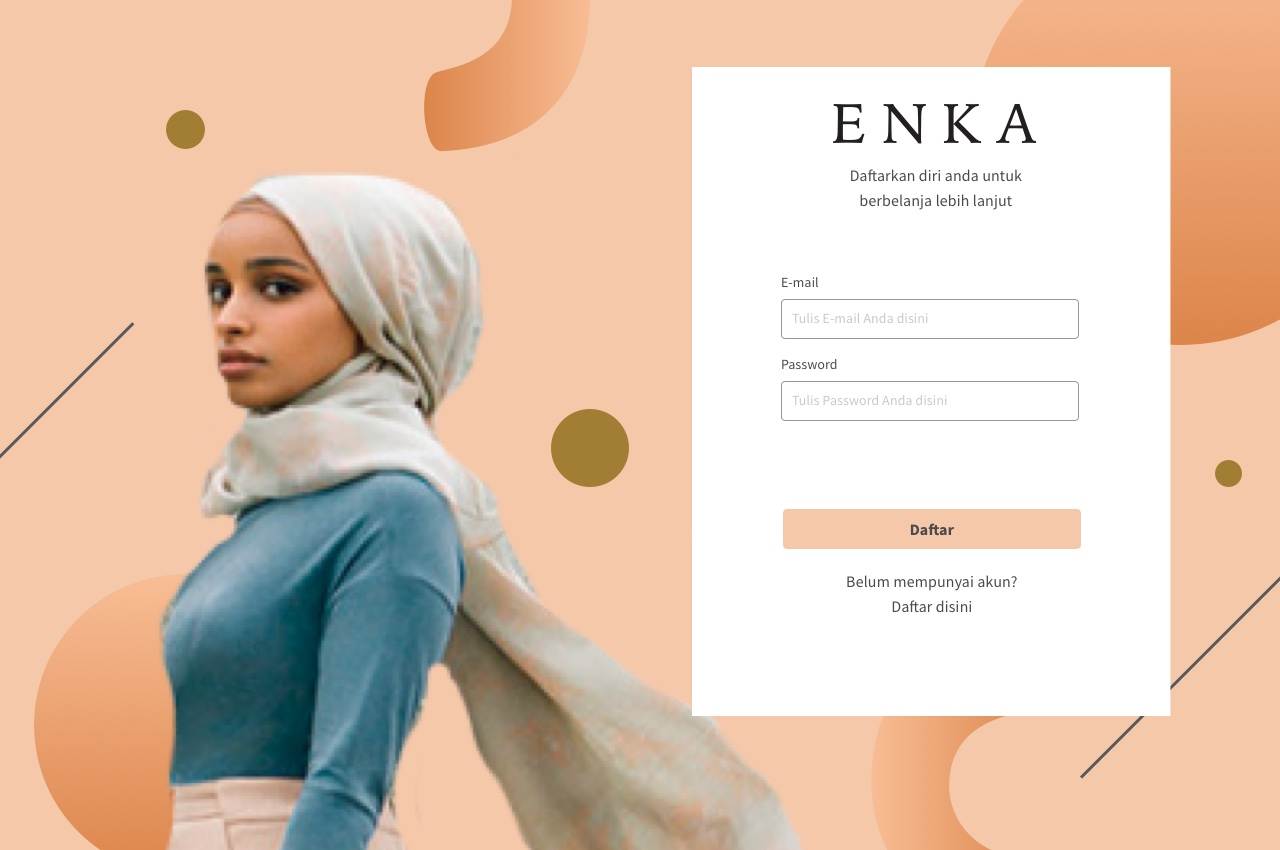 ENKA
Daftarkan diri anda untuk
berbelanja lebih lanjut
E-mail
Tulis E-mail Anda disini
Password
Tulis Password Anda disini
Daftar
Belum mempunyai akun?
Daftar disini